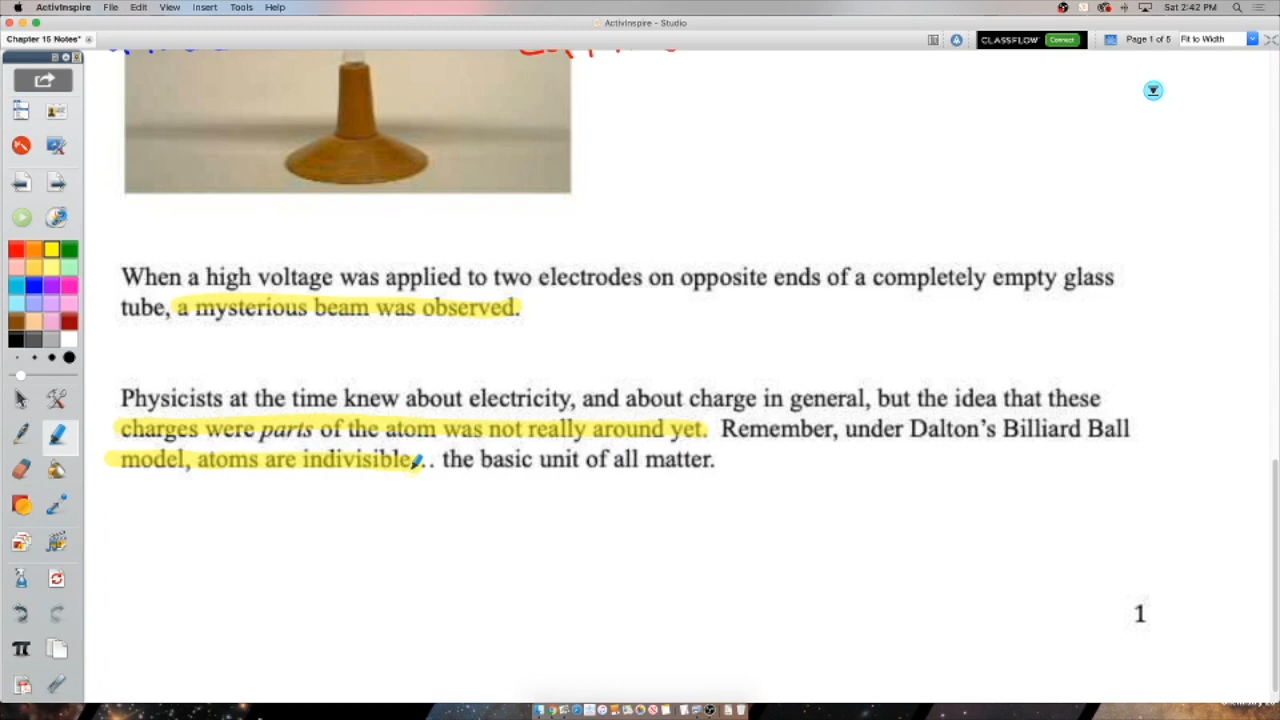 ActivInspire File Edit View Insert Tools Help
Sat 2:42 PM
ActivInspire - Studio
Chapter 15 Notes*
CLASSFLOW Connect
Page 1 of 5
Fit to Width
When a high voltage was applied to two electrodes on opposite ends of a completely empty glass
tube, a mysterious beam was observed.
Physicists at the time knew about electricity, and about charge in general, but the idea that these
charges were parts of the atom was not really around yet. Remember, under Dalton's Billiard Ball
model, atoms are indivisible... the basic unit of all matter.
1